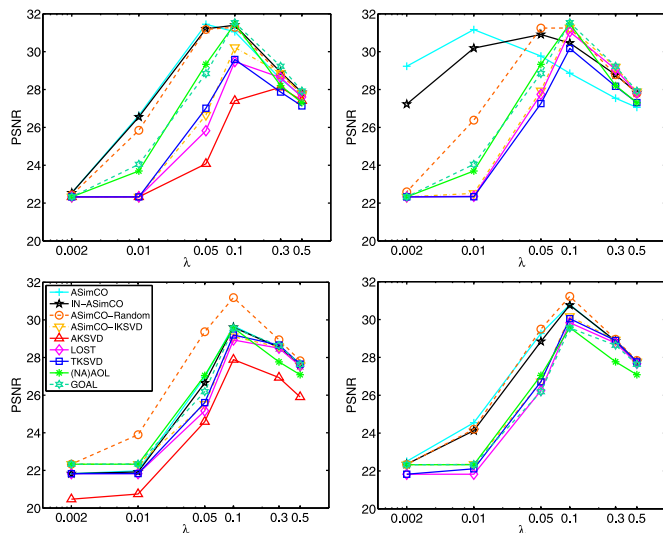 32
30
28
26
24
22
20
PSNR
0.002 0.01 0.05 0.1 0.3 0.5
λ
32
30
28
26
24
22
20
PSNR
0.002 0.01 0.05 0.1 0.3 0.5
λ
32
30
28
26
24
22
20
PSNR
ASimCO
IN-ASimCO
ASimCO-Random
ASimCO-IKSVD
AKSVD
LOST
TKSVD
(NA)AOL
GOAL
0.002 0.01 0.05 0.1 0.3 0.5
λ
32
30
28
26
24
22
20
PSNR
0.002 0.01 0.05 0.1 0.3 0.5
λ